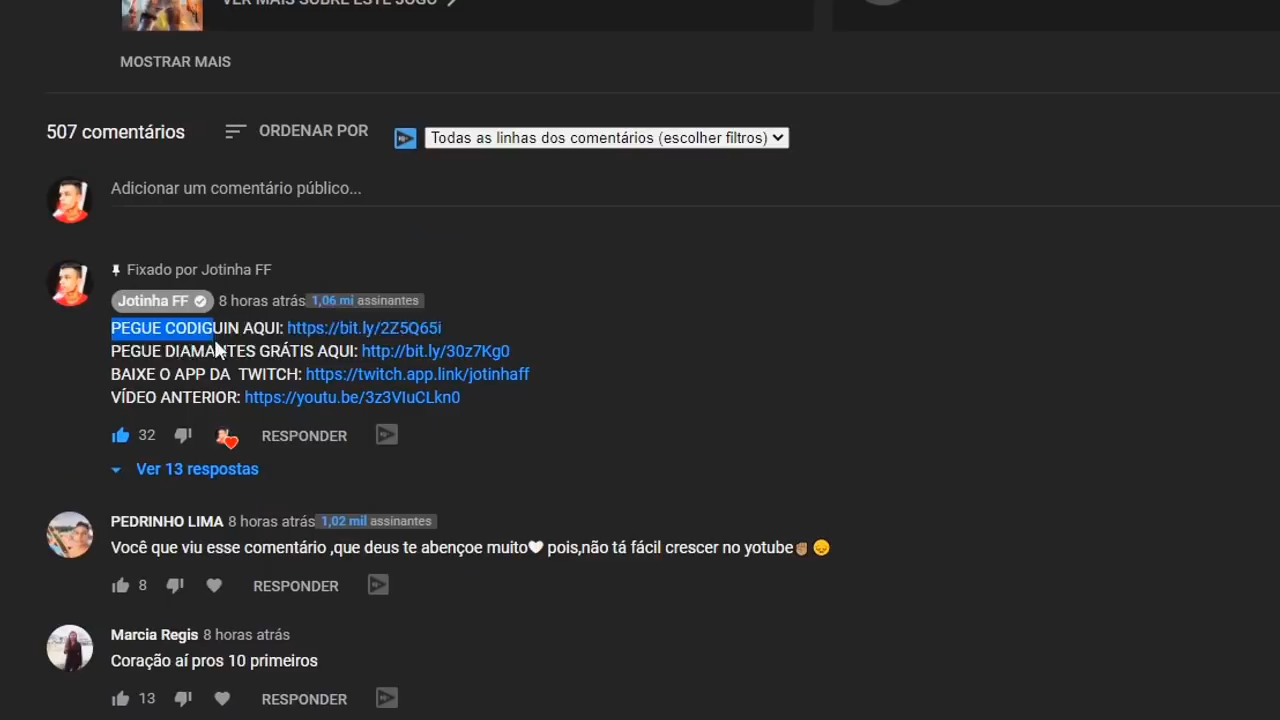 VER MAIS SOBRE ESTE JOGO
MOSTRAR MAIS
507 comentários
ORDENAR POR
Todas as linhas dos comentários (escolher filtros)
Adicionar um comentário público...
Fixado por Jotinha FF
Jotinha FF 8 horas atrás 1,06 mi assinantes
PEGUE CODIGUIN AQUI: https://bit.ly/2Z5Q65i
PEGUE DIAMANTES GRÁTIS AQUI: http://bit.ly/30z7Kg0
BAIXE O APP DA TWITCH: https://twitch.app.link/jotinhaff
VÍDEO ANTERIOR: https://youtu.be/3z3VIuCLkn0
32 RESPONDER
Ver 13 respostas
PEDRINHO LIMA 8 horas atrás 1,02 mil assinantes
Você que viu esse comentário ,que deus te abençoe muito🤍 pois,não tá fácil crescer no yotube✊🏽😞
8 RESPONDER
Marcia Regis 8 horas atrás
Coração aí pros 10 primeiros
13 RESPONDER